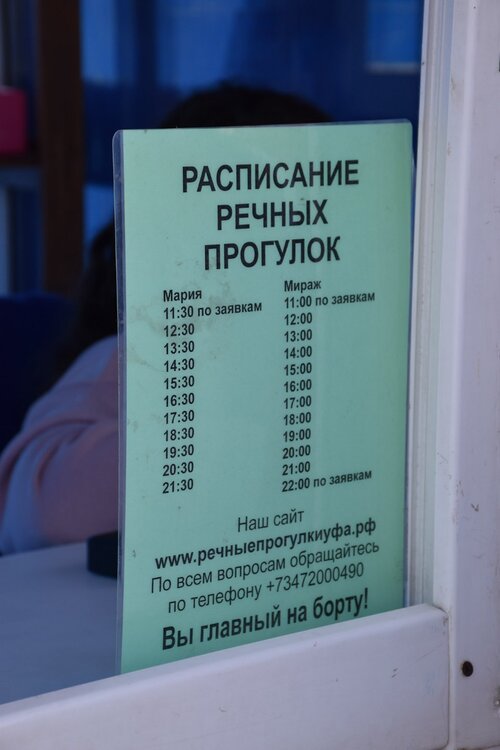 РАСПИСАНИЕ
РЕЧНЫХ
ПРОГУЛОК
Мария
11:30 по заявкам
12:30
13:30
14:30
15:30
16:30
17:30
18:30
19:30
20:30
21:30
Мираж
11:00 по заявкам
12:00
13:00
14:00
15:00
16:00
17:00
18:00
19:00
20:00
21:00
22:00 по заявкам
Наш сайт
www.речныепрогулкиуфа.рф
По всем вопросам обращайтесь
по телефону +73472000490
Вы главный на борту!